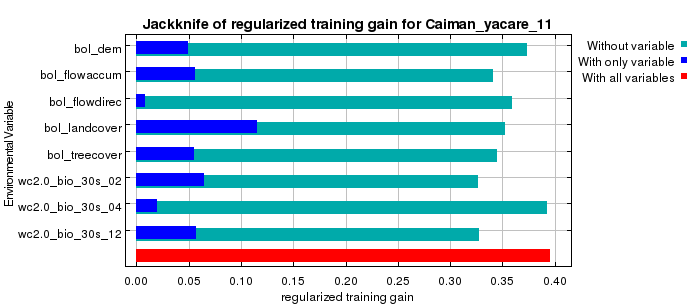 Jackknife of regularized training gain for Caiman_yacare_11
Without variable
With only variable
With all variables
Environmental Variable
bol_dem
bol_flowaccum
bol_flowdirec
bol_landcover
bol_treecover
wc2.0_bio_30s_02
wc2.0_bio_30s_04
wc2.0_bio_30s_12
0.00 0.05 0.10 0.15 0.20 0.25 0.30 0.35 0.40
regularized training gain